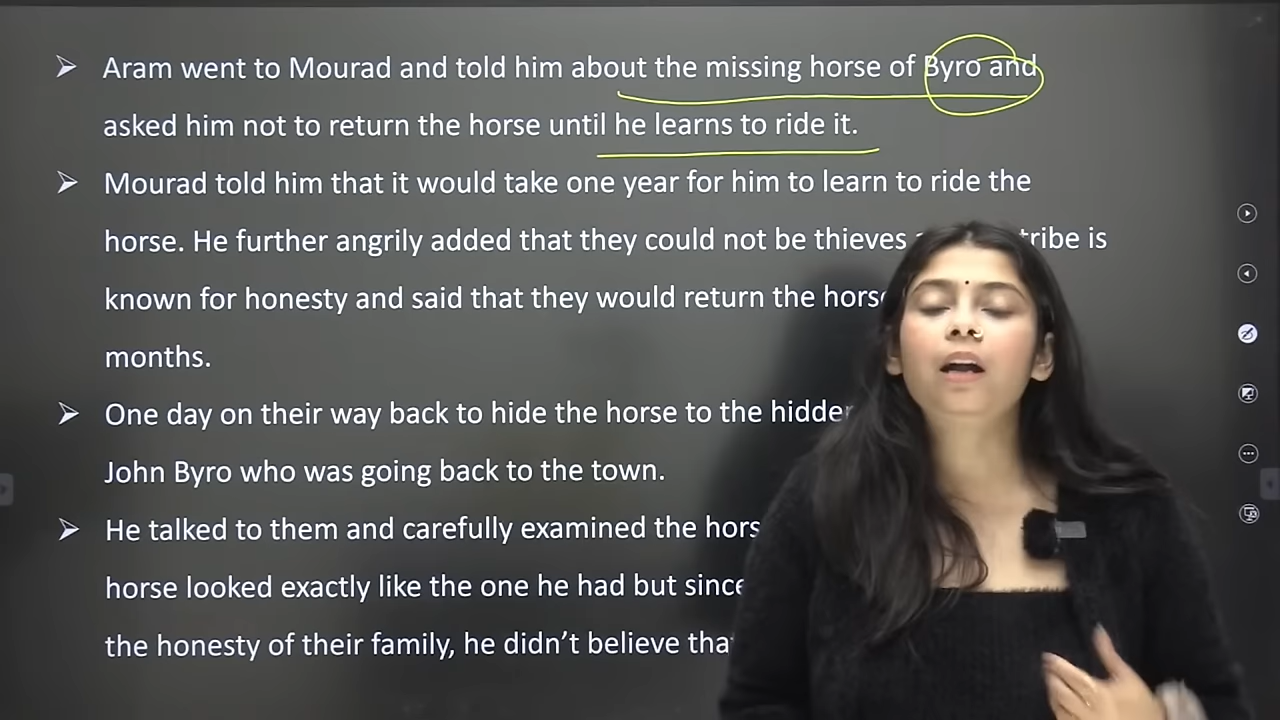 Aram went to Mourad and told him about the missing horse of Byro and
asked him not to return the horse until he learns to ride it.
Mourad told him that it would take one year for him to learn to ride the
horse. He further angrily added that they could not be thieves tribe is
known for honesty and said that they would return the horse
months.
One day on their way back to hide the horse to the hidden
John Byro who was going back to the town.
He talked to them and carefully examined the
horse looked exactly like the one he had but since
the honesty of their family, he didn't believe